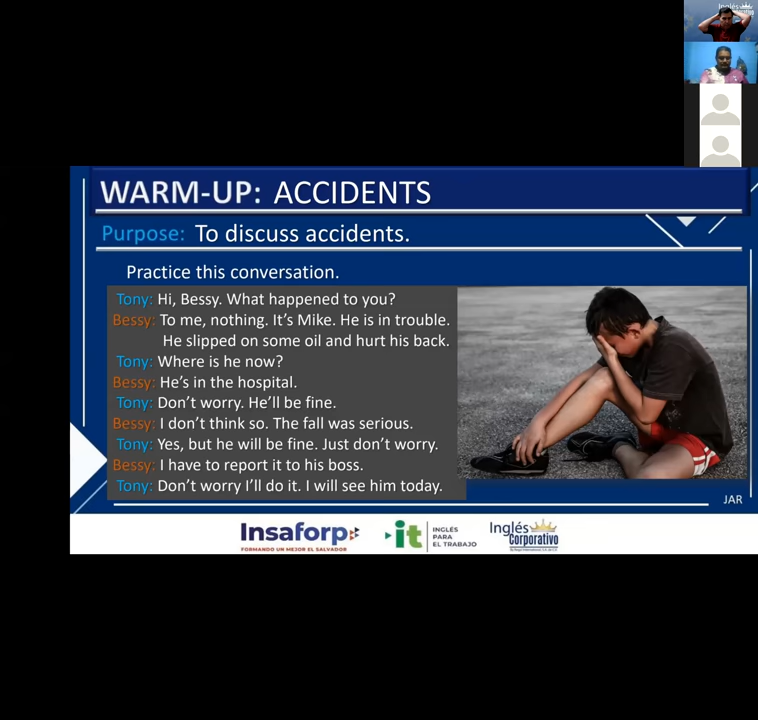 Inglés
Corporativo
WARM-UP: ACCIDENTS
Purpose: To discuss accidents.
Practice this conversation.
Tony: Hi, Bessy. What happened to you?
Bessy: To me, nothing. It's Mike. He is in trouble.
He slipped on some oil and hurt his back.
Tony: Where is he now?
Bessy: He's in the hospital.
Tony: Don't worry. He'll be fine.
Bessy: I don't think so. The fall was serious.
Tony: Yes, but he will be fine. Just don't worry.
Bessy: I have to report it to his boss.
Tony: Don't worry I'll do it. I will see him today.
JAR
Insaforp
FORMANDO UN MEJOR EL SALVADOR
it
INGLÉS
PARA
EL TRABAJO
Inglés
Corporativo